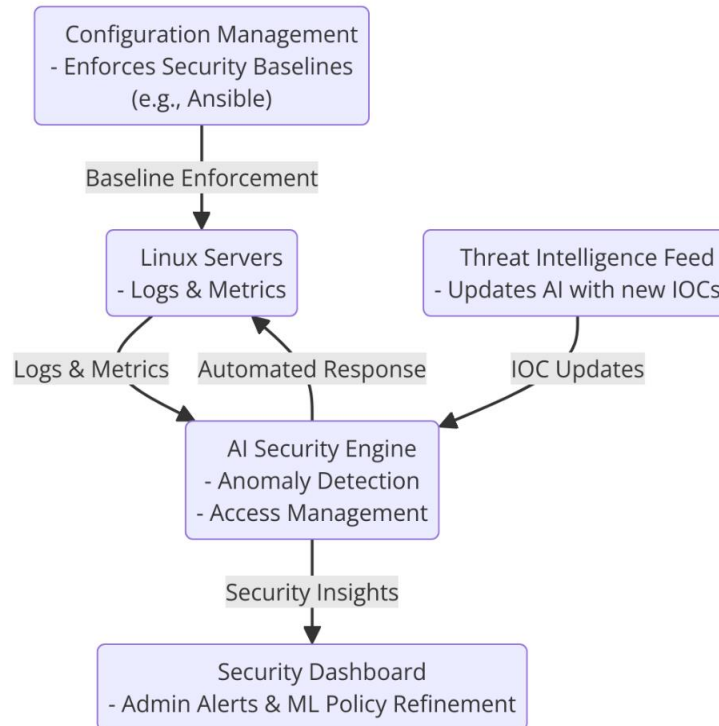 Configuration Management
- Enforces Security Baselines
(e.g., Ansible)
Baseline Enforcement
Linux Servers
- Logs & Metrics
Threat Intelligence Feed
- Updates AI with new IOCs
Logs & Metrics
Automated Response
IOC Updates
AI Security Engine
- Anomaly Detection
- Access Management
Security Insights
Security Dashboard
- Admin Alerts & ML Policy Refinement